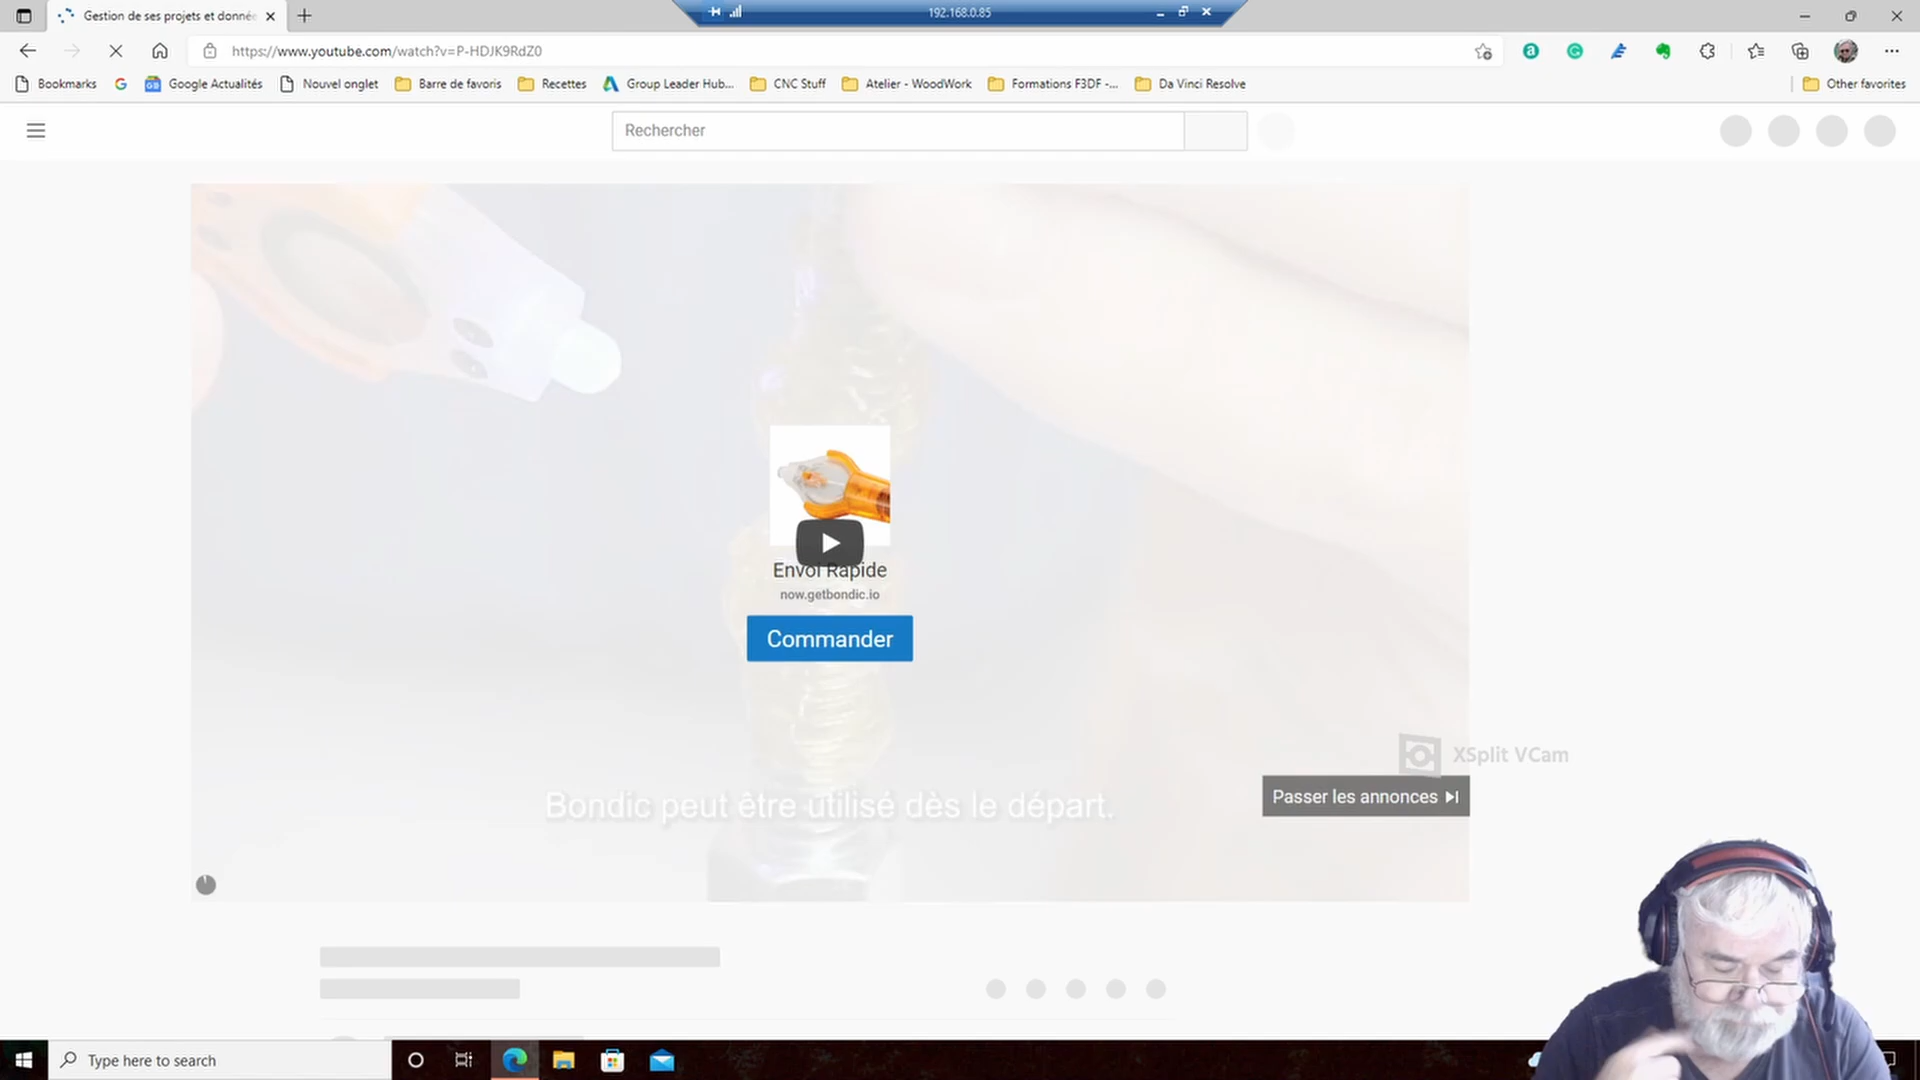 Gestion de ses projets et donnée
192.168.0.85
https://www.youtube.com/watch?v=P-HDJK9RdZ0
Bookmarks
Google Actualités
Nouvel onglet
Barre de favoris
Recettes
Group Leader Hub...
CNC Stuff
Atelier - WoodWork
Formations F3DF -...
Da Vinci Resolve
Other favorites
Rechercher
Envoi Rapide
now.getbondic.io
Commander
XSplit VCam
Passer les annonces
Bondic peut être utilisé dès le départ.
Type here to search